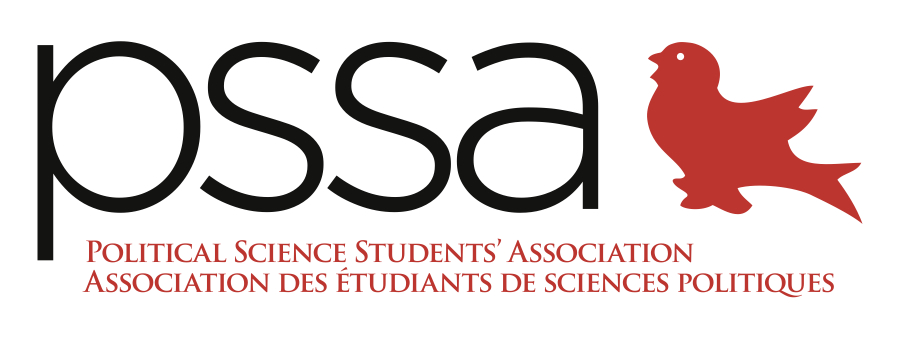 pssa
Political Science Students’ Association
Association des étudiants de sciences politiques